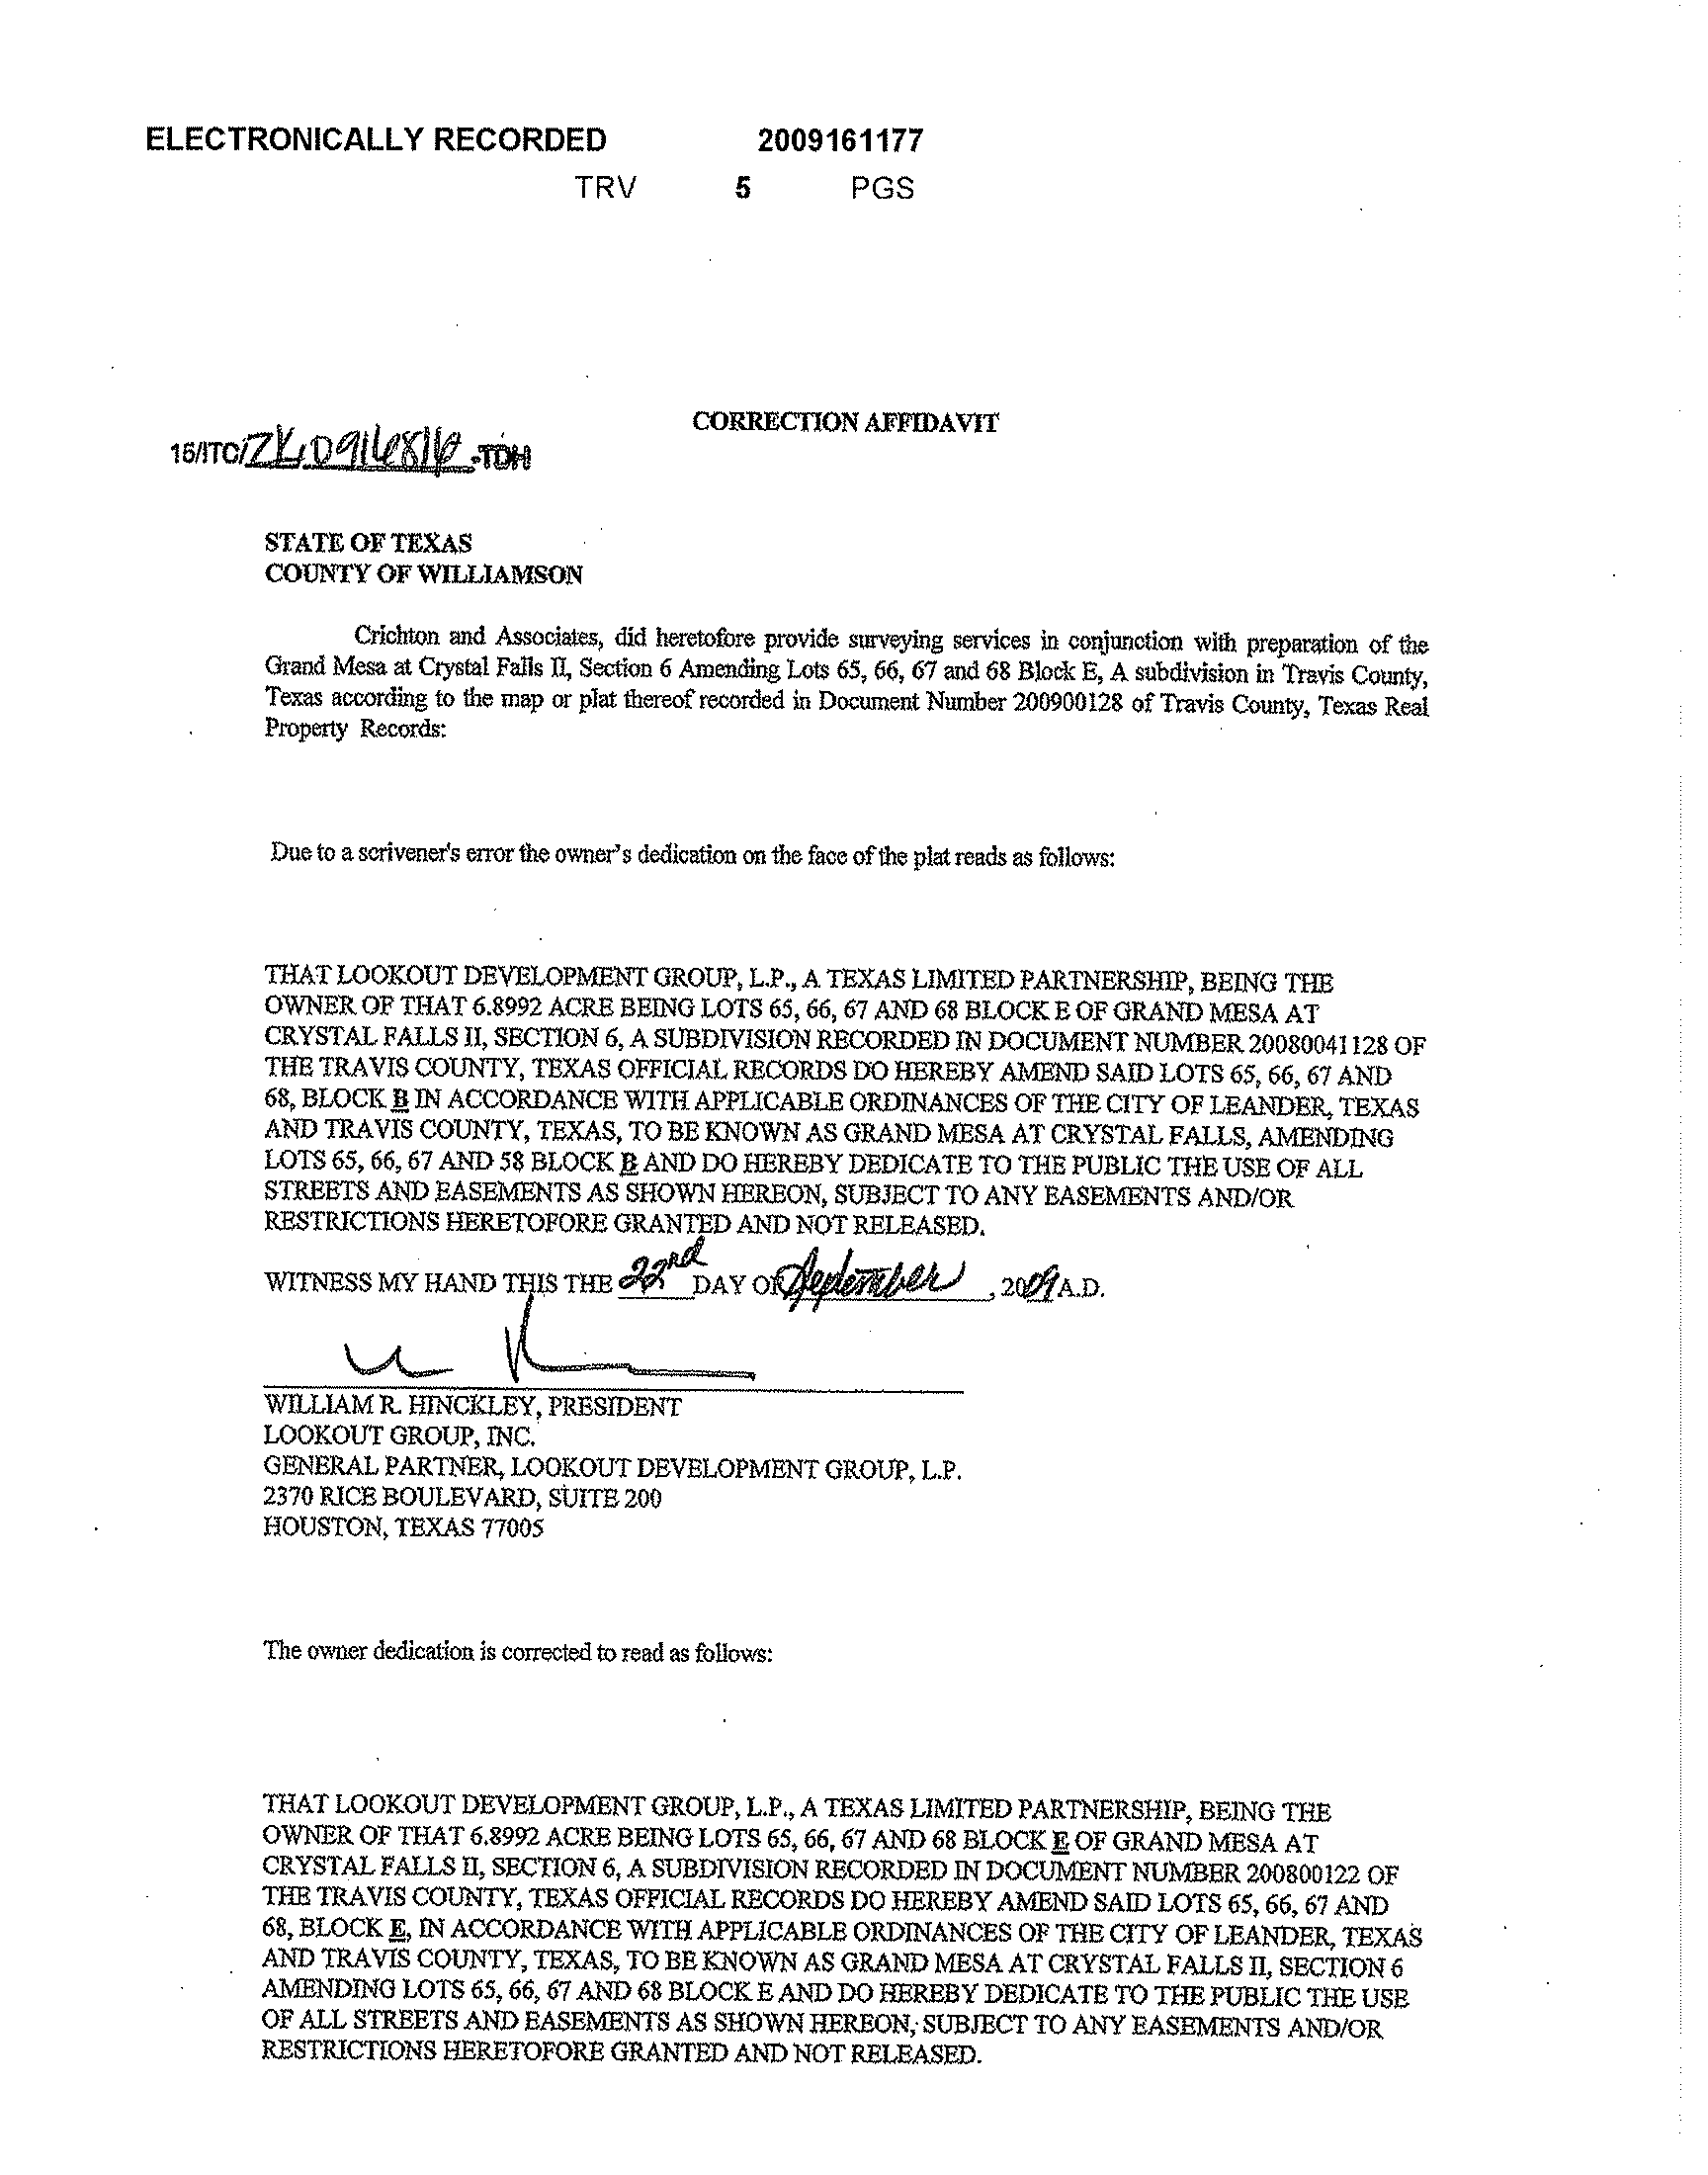 ELECTRONICALLY RECORDED 2009161177
TRV 5 PGS
CORRECTION AFFIDAVIT
15/ITC/ -TDH
STATE OF TEXAS
COUNTY OF WILLIAMSON
Crichton and Associates, did heretofore provide surveying services in conjunction with preparation of the
Grand Mesa at Crystal Falls II, Section 6 Amending Lots 65, 66, 67 and 68 Block E, A subdivision in Travis County,
Texas according to the map or plat thereof recorded in Document Number 200900128 of Travis County, Texas Real
Property Records:
Due to a scrivener's error the owner's dedication on the face of the plat reads as follows:
THAT LOOKOUT DEVELOPMENT GROUP, L.P., A TEXAS LIMITED PARTNERSHIP, BEING THE
OWNER OF THAT 6.8992 ACRE BEING LOTS 65, 66, 67 AND 68 BLOCK E OF GRAND MESA AT
CRYSTAL FALLS II, SECTION 6, A SUBDIVISION RECORDED IN DOCUMENT NUMBER 20080041128 OF
THE TRAVIS COUNTY, TEXAS OFFICIAL RECORDS DO HEREBY AMEND SAID LOTS 65, 66, 67 AND
68, BLOCK B IN ACCORDANCE WITH APPLICABLE ORDINANCES OF THE CITY OF LEANDER, TEXAS
AND TRAVIS COUNTY, TEXAS, TO BE KNOWN AS GRAND MESA AT CRYSTAL FALLS, AMENDING
LOTS 65, 66, 67 AND 58 BLOCK B AND DO HEREBY DEDICATE TO THE PUBLIC THE USE OF ALL
STREETS AND EASEMENTS AS SHOWN HEREON, SUBJECT TO ANY EASEMENTS AND/OR
RESTRICTIONS HERETOFORE GRANTED AND NOT RELEASED.
WITNESS MY HAND THIS THE 22nd DAY OF September, 2009 A.D.
WILLIAM R. HINCKLEY, PRESIDENT
LOOKOUT GROUP, INC.
GENERAL PARTNER, LOOKOUT DEVELOPMENT GROUP, L.P.
2370 RICE BOULEVARD, SUITE 200
HOUSTON, TEXAS 77005
The owner dedication is corrected to read as follows:
THAT LOOKOUT DEVELOPMENT GROUP, L.P., A TEXAS LIMITED PARTNERSHIP, BEING THE
OWNER OF THAT 6.8992 ACRE BEING LOTS 65, 66, 67 AND 68 BLOCK E OF GRAND MESA AT
CRYSTAL FALLS II, SECTION 6, A SUBDIVISION RECORDED IN DOCUMENT NUMBER 200800122 OF
THE TRAVIS COUNTY, TEXAS OFFICIAL RECORDS DO HEREBY AMEND SAID LOTS 65, 66, 67 AND
68, BLOCK E, IN ACCORDANCE WITH APPLICABLE ORDINANCES OF THE CITY OF LEANDER, TEXAS
AND TRAVIS COUNTY, TEXAS, TO BE KNOWN AS GRAND MESA AT CRYSTAL FALLS II, SECTION 6
AMENDING LOTS 65, 66, 67 AND 68 BLOCK E AND DO HEREBY DEDICATE TO THE PUBLIC THE USE
OF ALL STREETS AND EASEMENTS AS SHOWN HEREON, SUBJECT TO ANY EASEMENTS AND/OR
RESTRICTIONS HERETOFORE GRANTED AND NOT RELEASED.